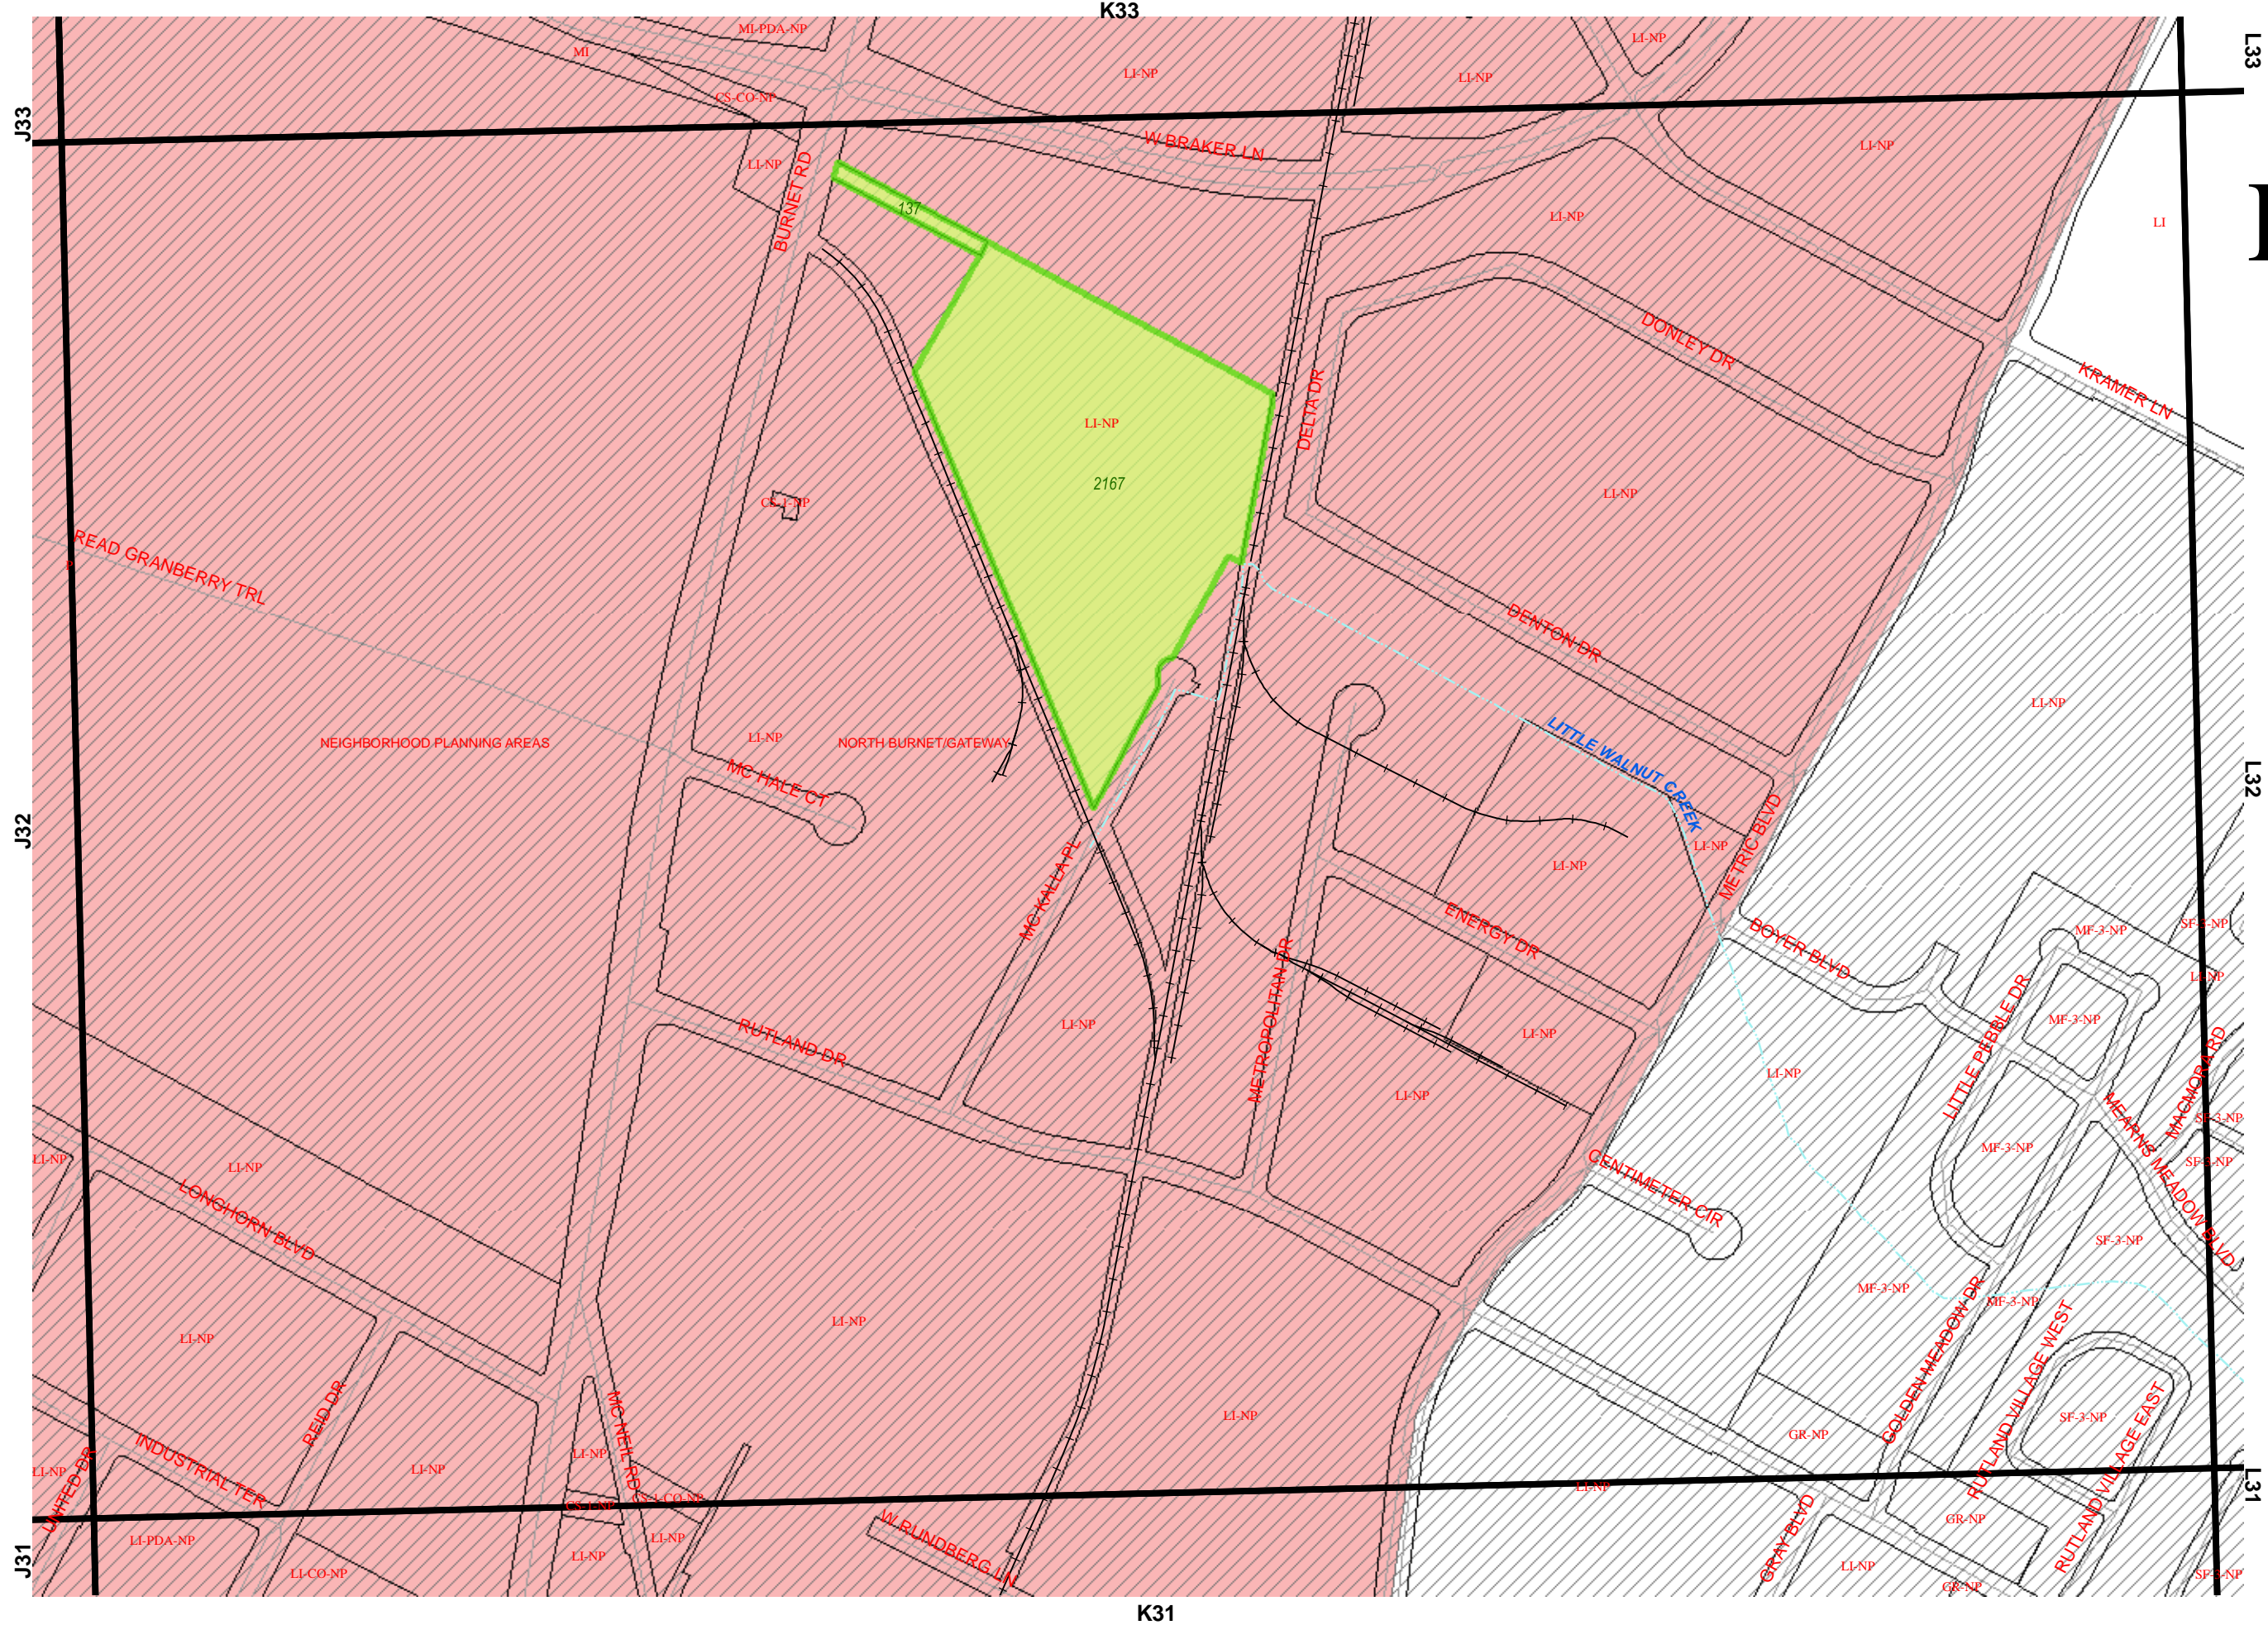 K33
L33
J33
MI-PDA-NP
MI
LI-NP
LI-NP
LI-NP
CS-CO-NP
W BRAKER LN
LI-NP
LI-NP
BURNET RD
137
LI-NP
LI
DONLEY DR
KRAMER LN
DELTA DR
LI-NP
2167
CS-1-NP
LI-NP
READ GRANBERRY TRL
P
DENTON DR
LI-NP
LITTLE WALNUT CREEK
NEIGHBORHOOD PLANNING AREAS
LI-NP
NORTH BURNET/GATEWAY
MC HALE CT
L32
J32
METRIC BLVD
LI-NP
LI-NP
MC KALLA PL
ENERGY DR
BOYER BLVD
MF-3-NP
SF-3-NP
LI-NP
METROPOLITAN DR
LITTLE PEBBLE DR
RUTLAND DR
LI-NP
LI-NP
MF-3-NP
MACMORA RD
LI-NP
LI-NP
SF-3-NP
MF-3-NP
MEARNS MEADOW BLVD
SF-3-NP
LI-NP
LI-NP
LONGHORN BLVD
CENTIMETER CIR
SF-3-NP
MF-3-NP
MF-3-NP
GOLDEN MEADOW DR
RUTLAND VILLAGE WEST
LI-NP
LI-NP
REID DR
MC NEIL RD
LI-NP
SF-3-NP
RUTLAND VILLAGE EAST
GR-NP
INDUSTRIAL TER
UNITED DR
LI-NP
LI-NP
LI-NP
CS-1-NP
CS-1-CO-NP
LI-NP
L31
GRAY BLVD
GR-NP
W RUNDBERG LN
LI-PDA-NP
LI-NP
LI-NP
LI-CO-NP
LI-NP
GR-NP
SF-3-NP
J31
K31